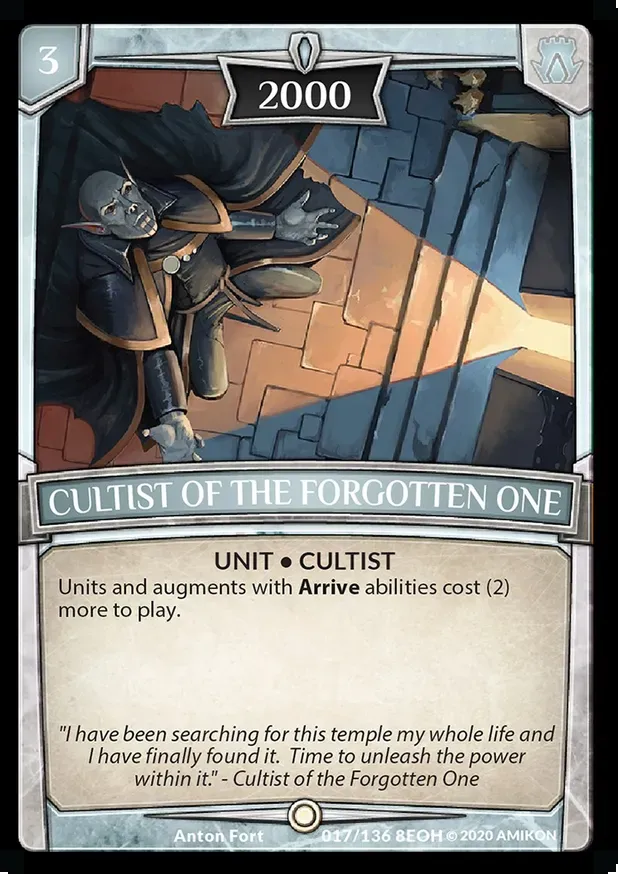 3
2000
CULTIST OF THE FORGOTTEN ONE
UNIT ● CULTIST
Units and augments with Arrive abilities cost (2)
more to play.
"I have been searching for this temple my whole life and
I have finally found it. Time to unleash the power
within it." - Cultist of the Forgotten One
Anton Fort 017/136 8EOH © 2020 AMIKON